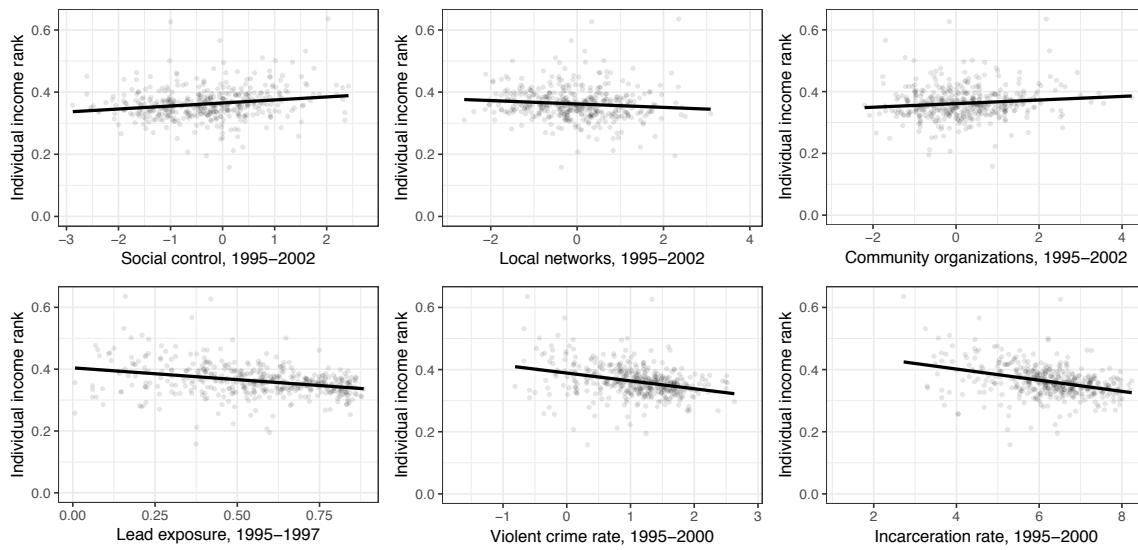 Individual income rank
0.6
0.4
0.2
0.0
−3 −2 −1 0 1 2
Social control, 1995−2002
Individual income rank
0.6
0.4
0.2
0.0
−2 0 2 4
Local networks, 1995−2002
Individual income rank
0.6
0.4
0.2
0.0
−2 0 2 4
Community organizations, 1995−2002
Individual income rank
0.6
0.4
0.2
0.0
0.00 0.25 0.50 0.75
Lead exposure, 1995−1997
Individual income rank
0.6
0.4
0.2
0.0
−1 0 1 2 3
Violent crime rate, 1995−2000
Individual income rank
0.6
0.4
0.2
0.0
2 4 6 8
Incarceration rate, 1995−2000